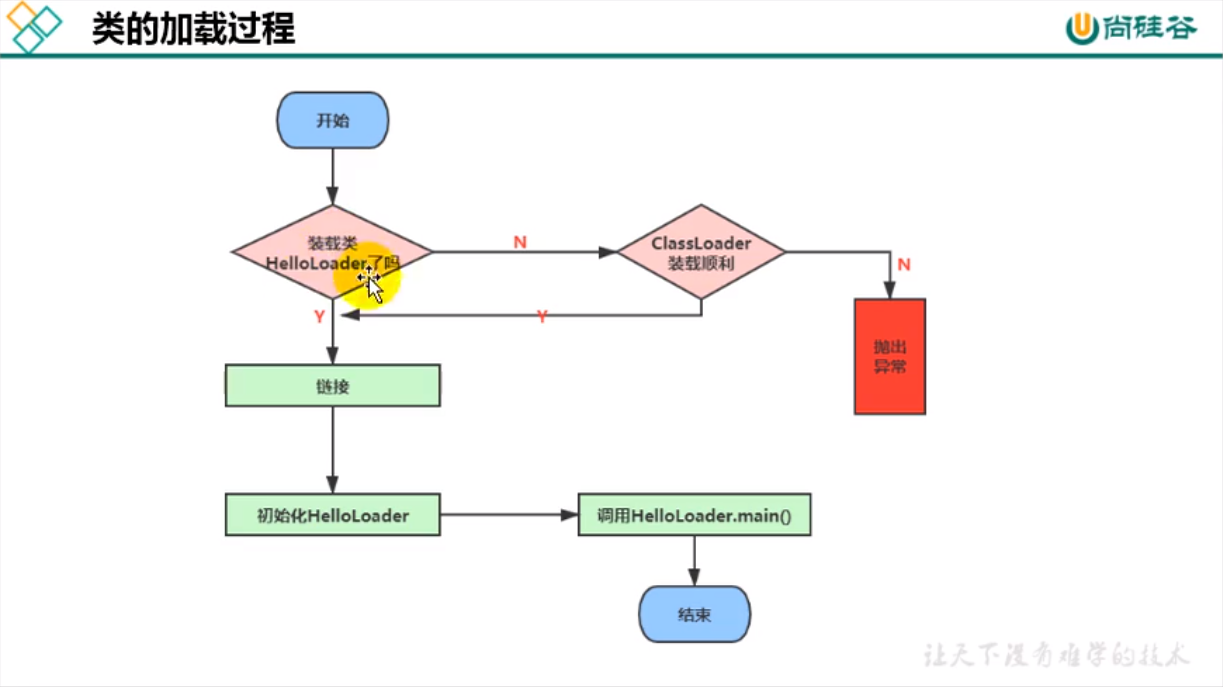 类的加载过程
尚硅谷
开始
装载类
HelloLoader了吗
N
ClassLoader
装载顺利
N
Y
Y
抛出
异常
链接
初始化HelloLoader
调用HelloLoader.main()
结束
让天下没有难学的技术